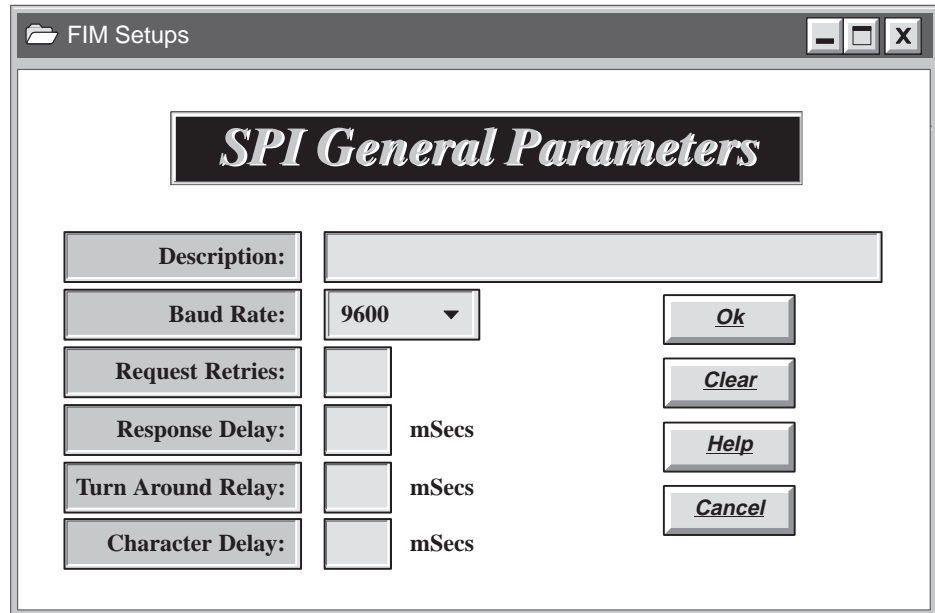 FIM Setups
SPI General Parameters
Description:
Baud Rate: 9600
Ok
Request Retries:
Clear
Response Delay: mSecs
Help
Turn Around Relay: mSecs
Cancel
Character Delay: mSecs